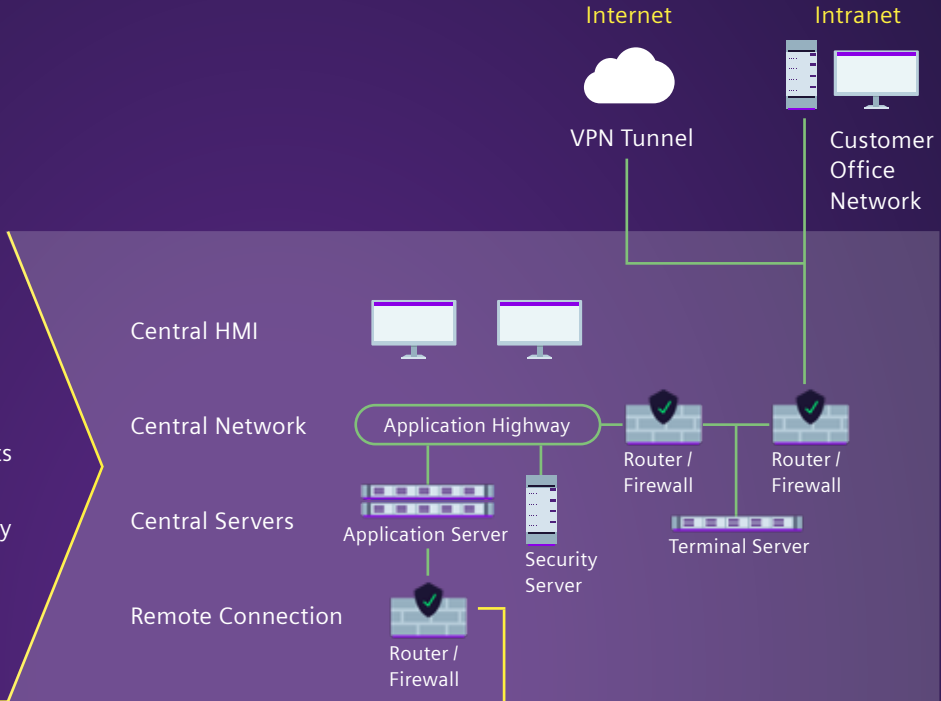 Internet
Intranet
VPN Tunnel
Customer
Office
Network
Central HMI
Central Network
Application Highway
Router /
Firewall
Router /
Firewall
Central Servers
Application Server
Security
Server
Terminal Server
Remote Connection
Router /
Firewall